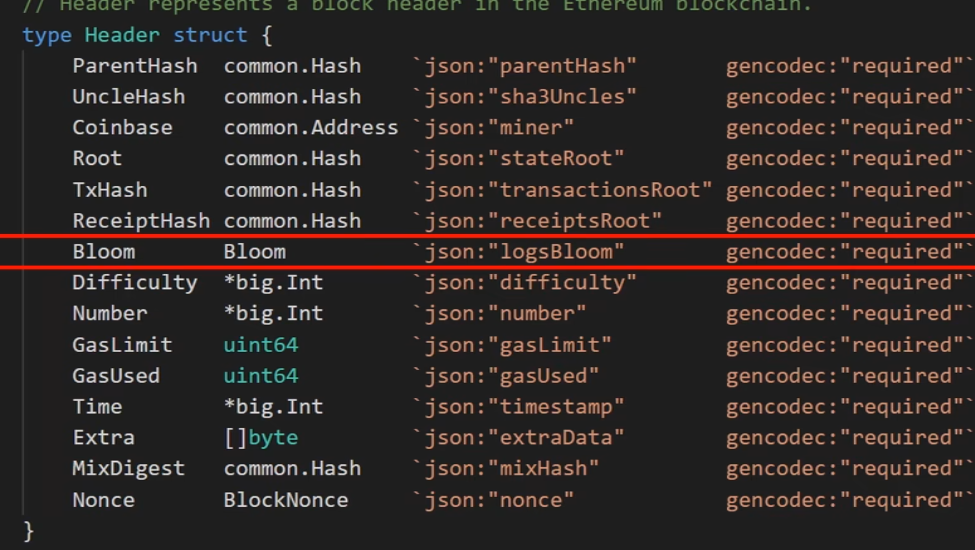 // Header represents a block header in the Ethereum blockchain.
type Header struct {
ParentHash common.Hash `json:"parentHash" gencodec:"required"`
UncleHash common.Hash `json:"sha3Uncles" gencodec:"required"`
Coinbase common.Address `json:"miner" gencodec:"required"`
Root common.Hash `json:"stateRoot" gencodec:"required"`
TxHash common.Hash `json:"transactionsRoot" gencodec:"required"`
ReceiptHash common.Hash `json:"receiptsRoot" gencodec:"required"`
Bloom Bloom `json:"logsBloom" gencodec:"required"`
Difficulty *big.Int `json:"difficulty" gencodec:"required"`
Number *big.Int `json:"number" gencodec:"required"`
GasLimit uint64 `json:"gasLimit" gencodec:"required"`
GasUsed uint64 `json:"gasUsed" gencodec:"required"`
Time *big.Int `json:"timestamp" gencodec:"required"`
Extra []byte `json:"extraData" gencodec:"required"`
MixDigest common.Hash `json:"mixHash" gencodec:"required"`
Nonce BlockNonce `json:"nonce" gencodec:"required"`
}